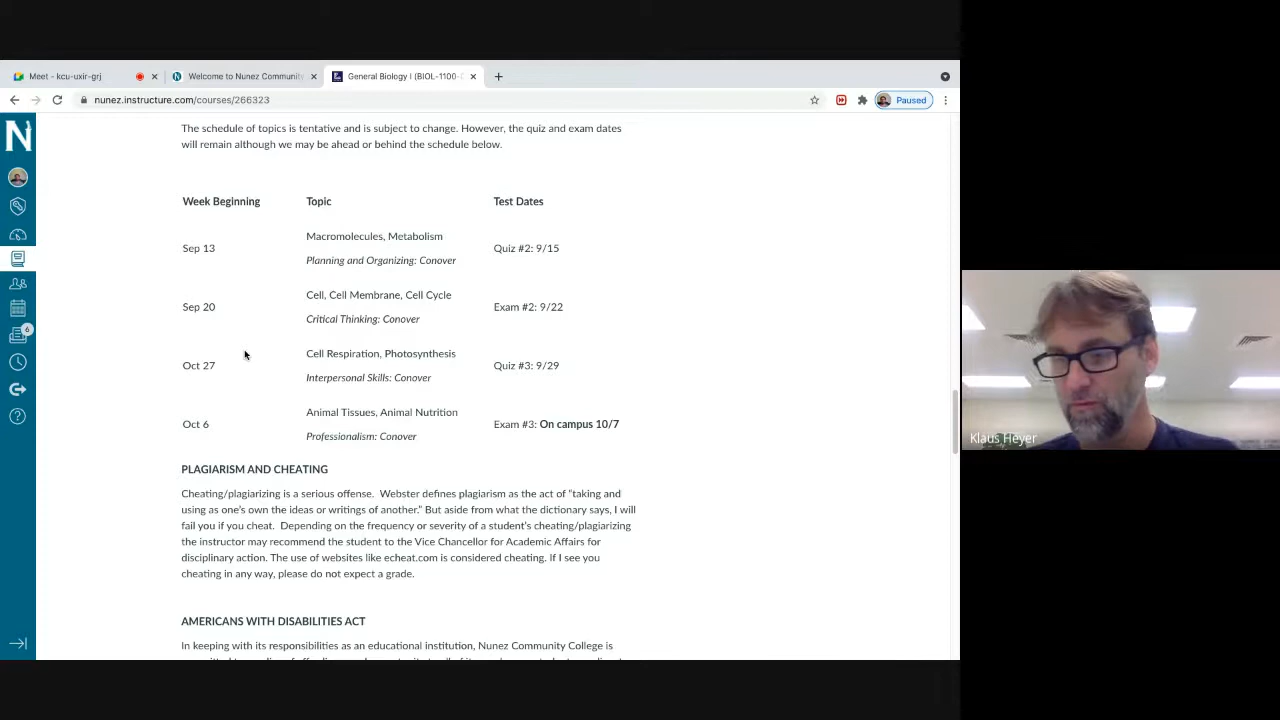 Meet - kcu-uxir-grj
Welcome to Nunez Community
General Biology I (BIOL-1100-
nunez.instructure.com/courses/266323
Paused
N
6
The schedule of topics is tentative and is subject to change. However, the quiz and exam dates
will remain although we may be ahead or behind the schedule below.
Week Beginning Topic Test Dates
Sep 13 Macromolecules, Metabolism Quiz #2: 9/15
Planning and Organizing: Conover
Sep 20 Cell, Cell Membrane, Cell Cycle Exam #2: 9/22
Critical Thinking: Conover
Oct 27 Cell Respiration, Photosynthesis Quiz #3: 9/29
Interpersonal Skills: Conover
Oct 6 Animal Tissues, Animal Nutrition Exam #3: On campus 10/7
Professionalism: Conover
PLAGIARISM AND CHEATING
Cheating/plagiarizing is a serious offense. Webster defines plagiarism as the act of “taking and
using as one’s own the ideas or writings of another.” But aside from what the dictionary says, I will
fail you if you cheat. Depending on the frequency or severity of a student’s cheating/plagiarizing
the instructor may recommend the student to the Vice Chancellor for Academic Affairs for
disciplinary action. The use of websites like echeat.com is considered cheating. If I see you
cheating in any way, please do not expect a grade.
AMERICANS WITH DISABILITIES ACT
In keeping with its responsibilities as an educational institution, Nunez Community College is
Klaus Heyer